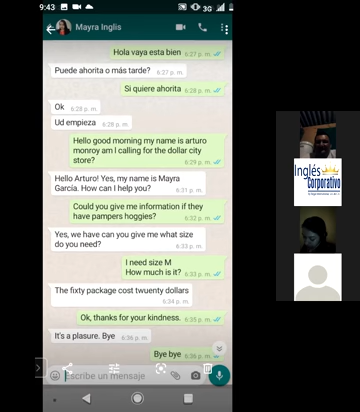 9:43
3G
Mayra Inglis
Hola vaya esta bien
6:27 p. m.
Puede ahorita o más tarde?
6:27 p. m.
Si quiere ahorita
6:28 p. m.
Ok
6:28 p. m.
Ud empieza
6:28 p. m.
Hello good morning my name is arturo
monroy am I calling for the dollar city
store?
6:29 p. m.
Hello Arturo! Yes, my name is Mayra
García. How can I help you?
6:31 p. m.
Could you give me information if they
have pampers hoggies?
6:32 p. m.
Yes, we have can you give me what size
do you need?
6:33 p. m.
I need size M
How much is it?
6:33 p. m.
The fixty package cost twuenty dollars
6:34 p. m.
Ok, thanks for your kindness.
6:35 p. m.
It's a plasure. Bye
6:36 p. m.
Bye bye
6:36 p. m.
Escribe un mensaje
Inglés
Corporativo